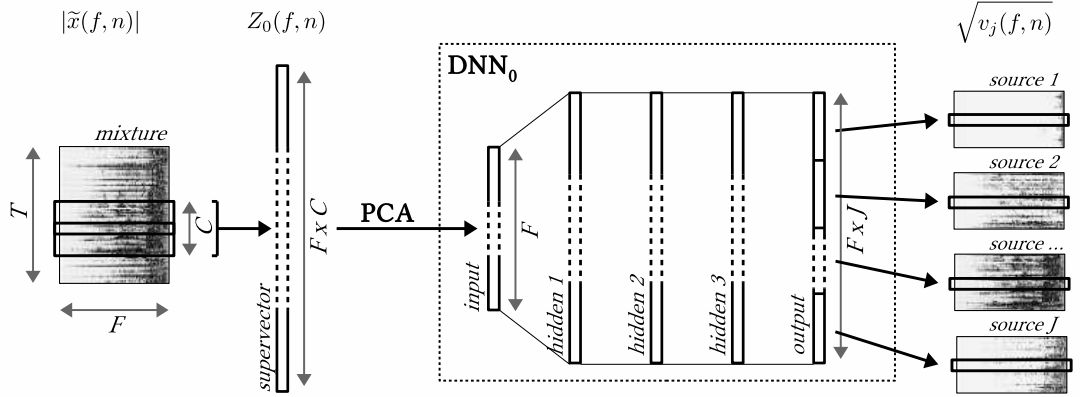 |x̃(f, n)|
Z₀(f, n)
√vⱼ(f, n)
DNN₀
mixture
T
C
F
supervector
F x C
PCA
input
F
hidden 1
hidden 2
hidden 3
output
F x J
source 1
source 2
source ...
source J